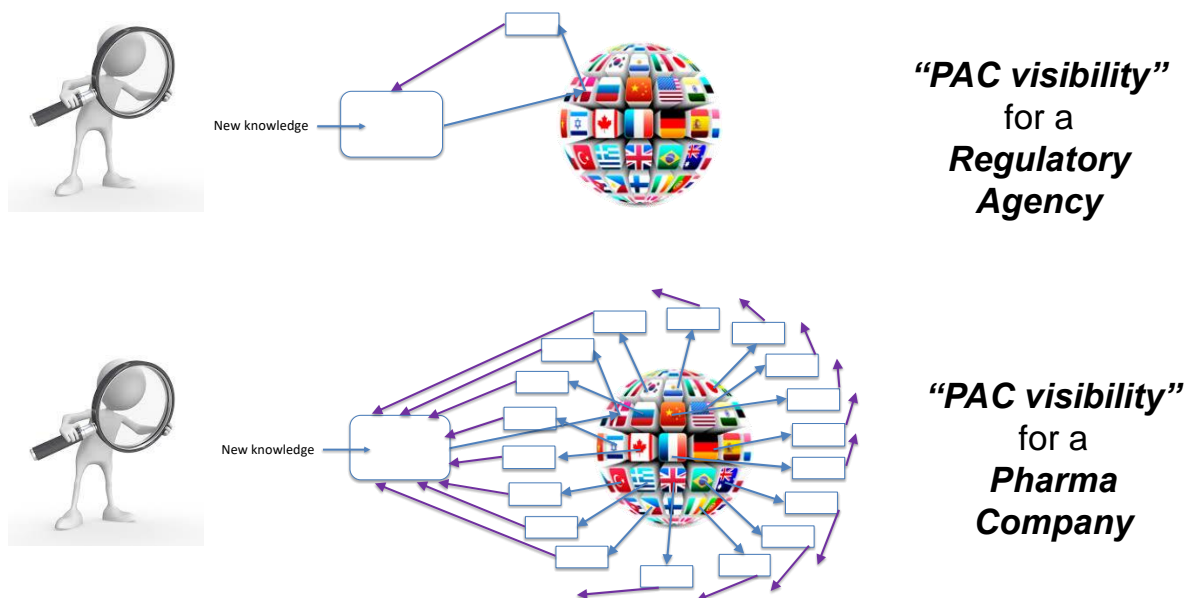 “PAC visibility”
for a
Regulatory
Agency
New knowledge
“PAC visibility”
for a
Pharma
Company
New knowledge